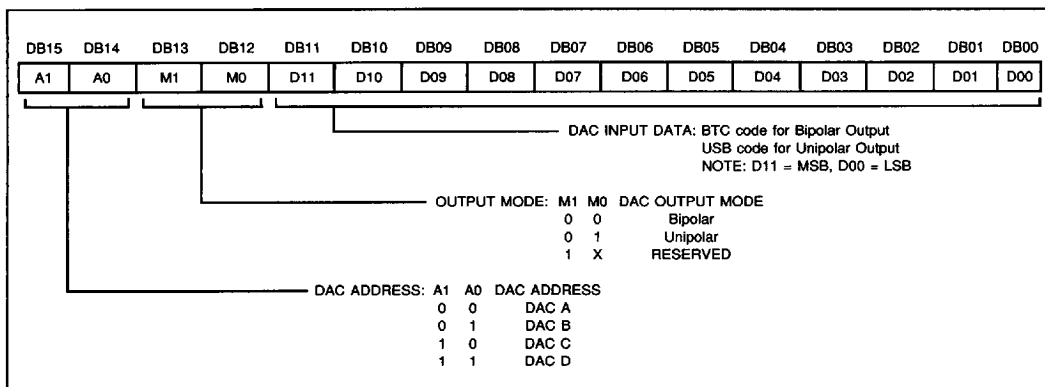 DB15 DB14 DB13 DB12 DB11 DB10 DB09 DB08 DB07 DB06 DB05 DB04 DB03 DB02 DB01 DB00
A1 A0 M1 M0 D11 D10 D09 D08 D07 D06 D05 D04 D03 D02 D01 D00
DAC INPUT DATA: BTC code for Bipolar Output
USB code for Unipolar Output
NOTE: D11 = MSB, D00 = LSB
OUTPUT MODE: M1 M0 DAC OUTPUT MODE
0 0 Bipolar
0 1 Unipolar
1 X RESERVED
DAC ADDRESS: A1 A0 DAC ADDRESS
0 0 DAC A
0 1 DAC B
1 0 DAC C
1 1 DAC D